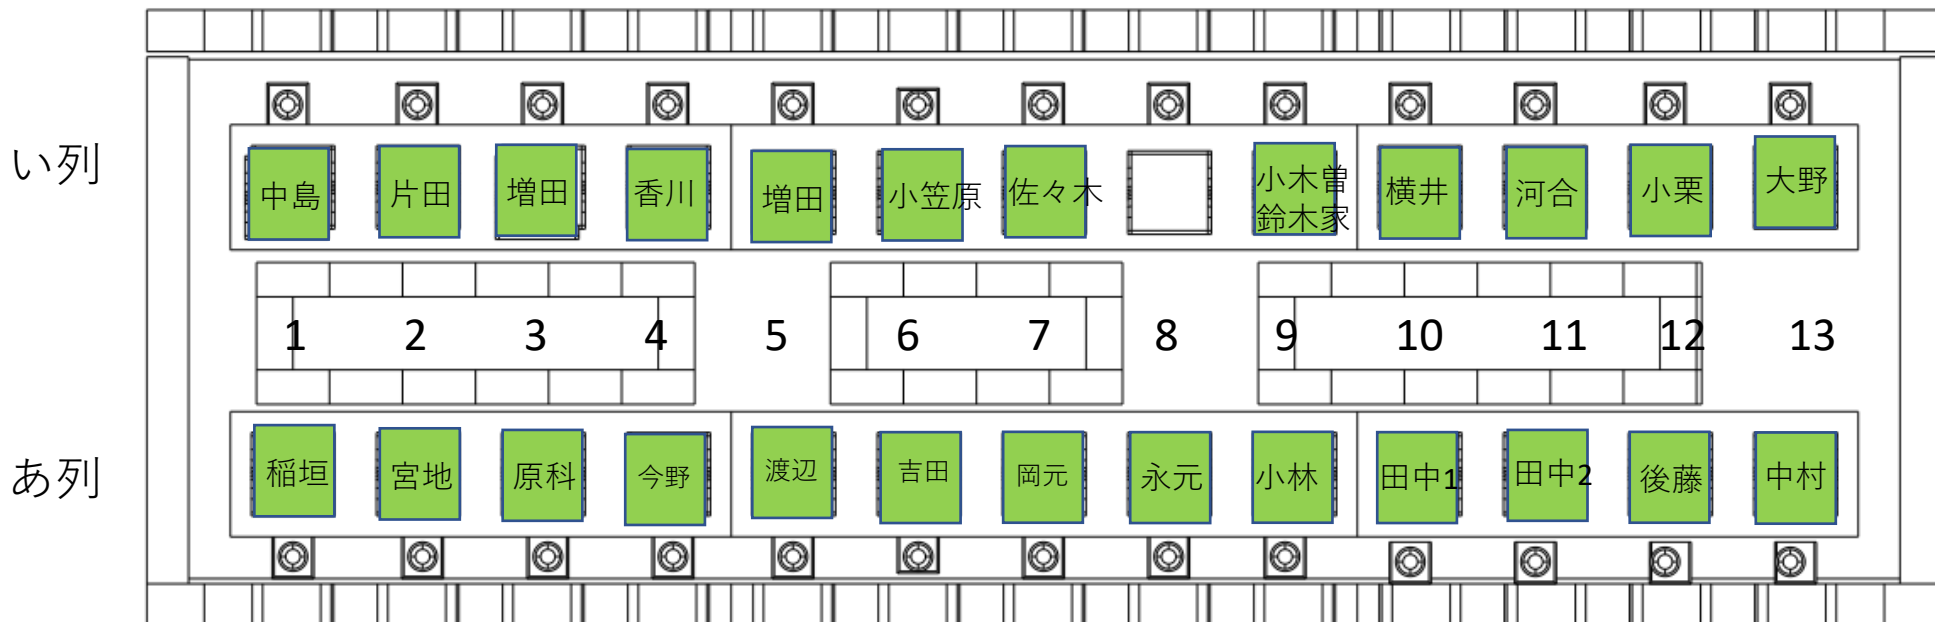 い列
中島 片田 増田 香川 増田 小笠原 佐々木 小木曽 横井 河合 小栗 大野
鈴木家
1 2 3 4 5 6 7 8 9 10 11 12 13
あ列
稲垣 宮地 原科 今野 渡辺 吉田 岡元 永元 小林 田中1 田中2 後藤 中村